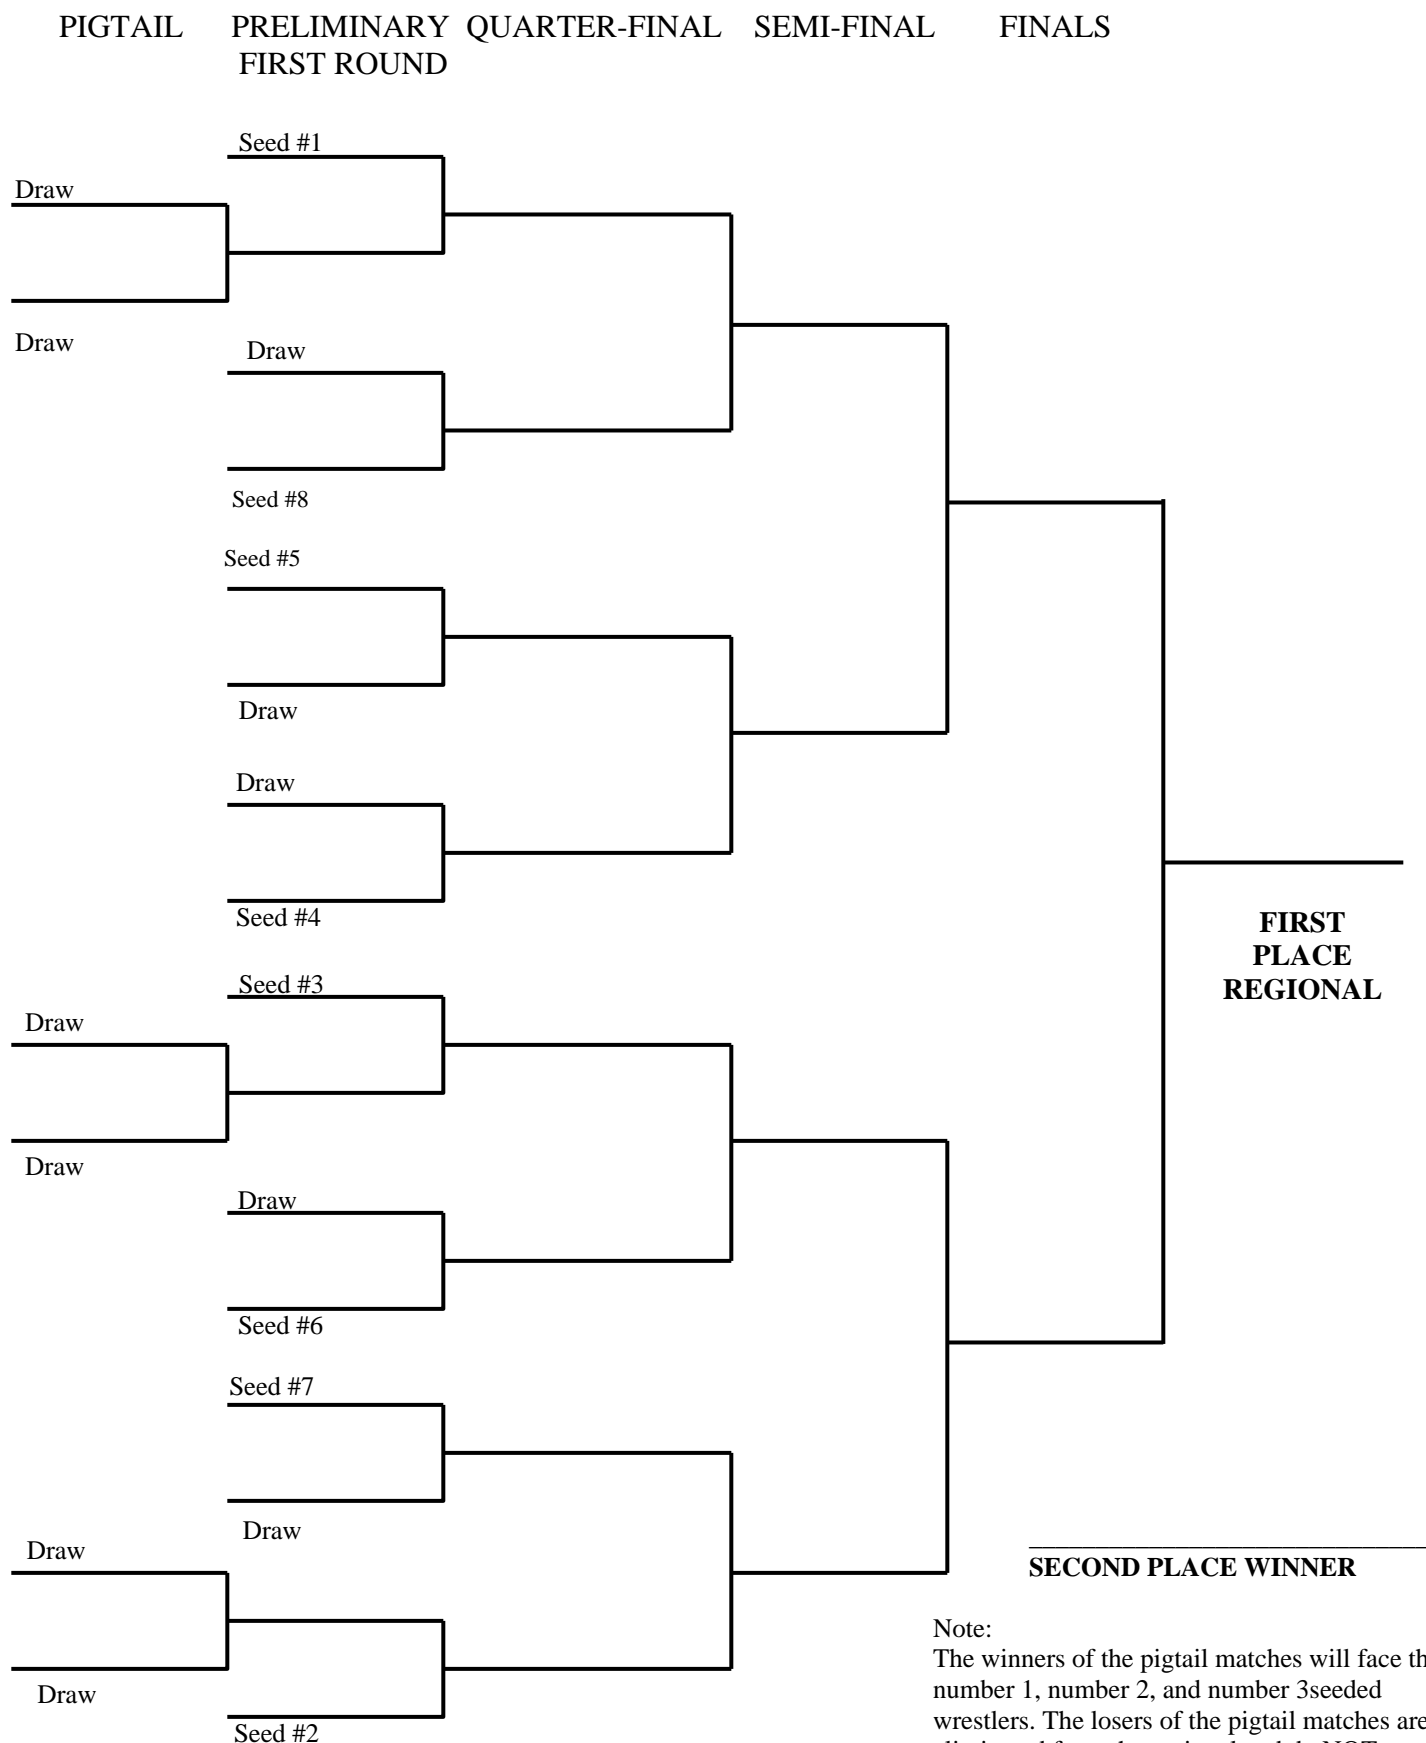 PIGTAIL PRELIMINARY QUARTER-FINAL SEMI-FINAL FINALS
FIRST ROUND
Seed #1
Draw
Draw
Draw
Seed #8
Seed #5
Draw
Draw
Seed #4
FIRST
PLACE
REGIONAL
Seed #3
Draw
Draw
Draw
Seed #6
Seed #7
Draw
Draw
SECOND PLACE WINNER
Note:
The winners of the pigtail matches will face th
number 1, number 2, and number 3seeded
Draw
wrestlers. The losers of the pigtail matches are
Seed #2